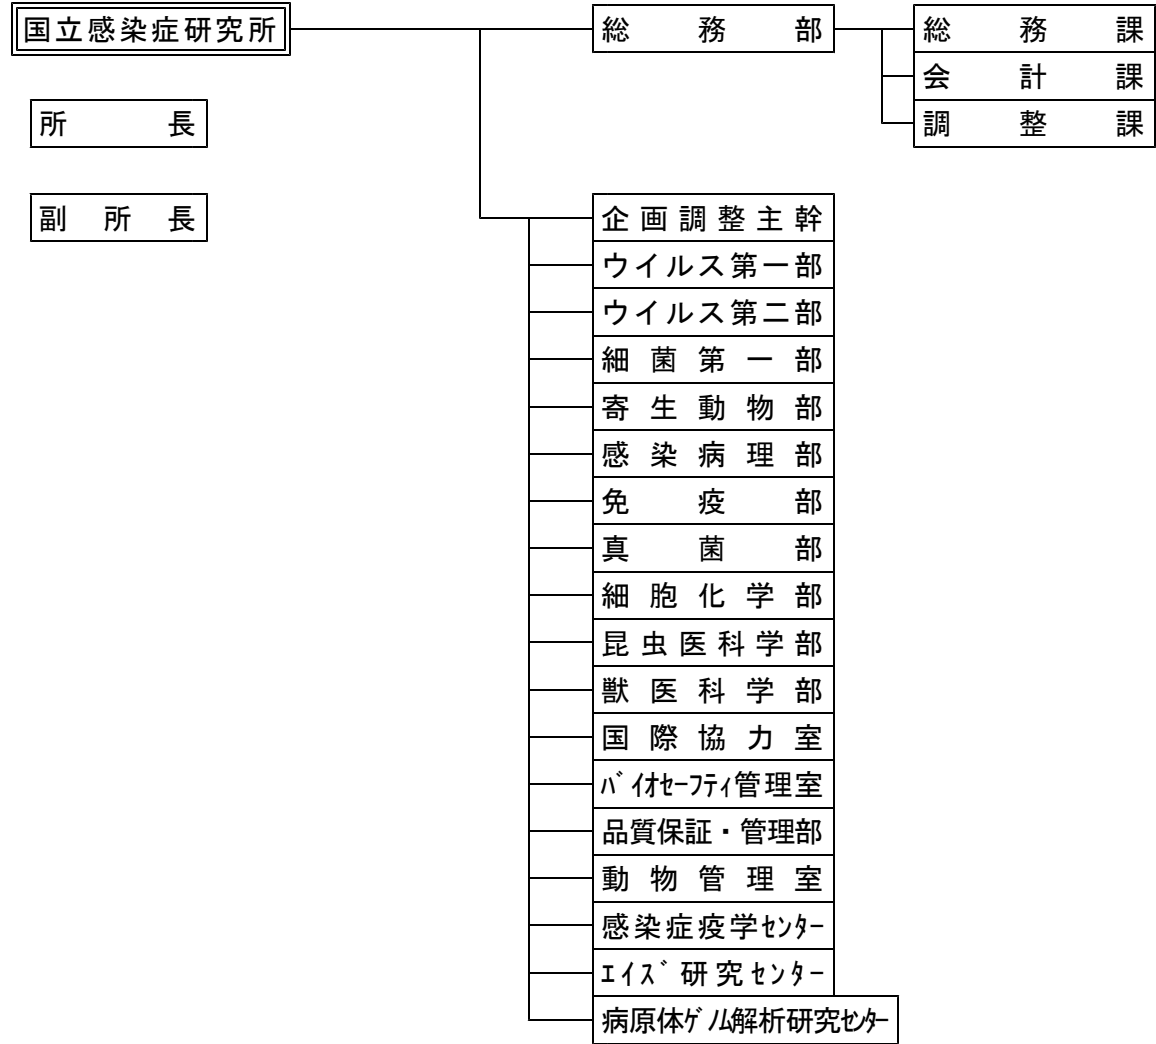 国立感染症研究所
総務部
総務課
会計課
所長
調整課
副所長
企画調整主幹
ウイルス第一部
ウイルス第二部
細菌第一部
寄生動物部
感染病理部
免疫部
真菌部
細胞化学部
昆虫医科学部
獣医科学部
国際協力室
ﾊﾞｲｵｾｰﾌﾃｨ管理室
品質保証・管理部
動物管理室
感染症疫学ｾﾝﾀｰ
ｴｲｽﾞ研究ｾﾝﾀｰ
病原体ｹﾞﾉﾑ解析研究ｾﾝﾀｰ